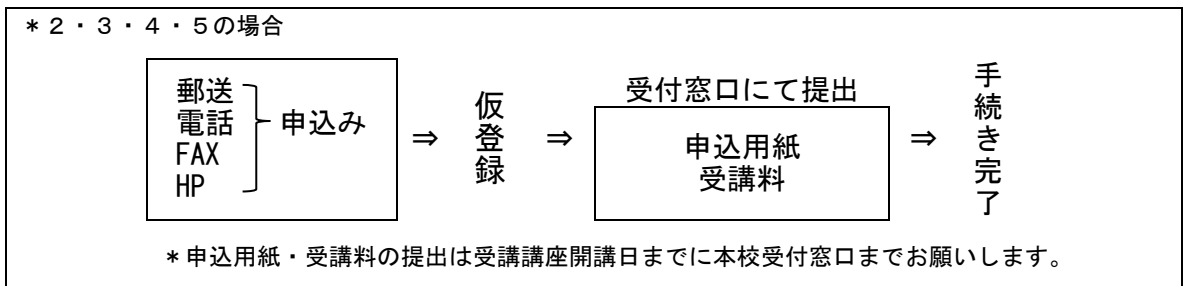 *２・３・４・５の場合
郵送
電話
FAX
HP
申込み
⇒
仮登録
⇒
受付窓口にて提出
申込用紙
受講料
⇒
手続き完了
*申込用紙・受講料の提出は受講講座開講日までに本校受付窓口までお願いします。